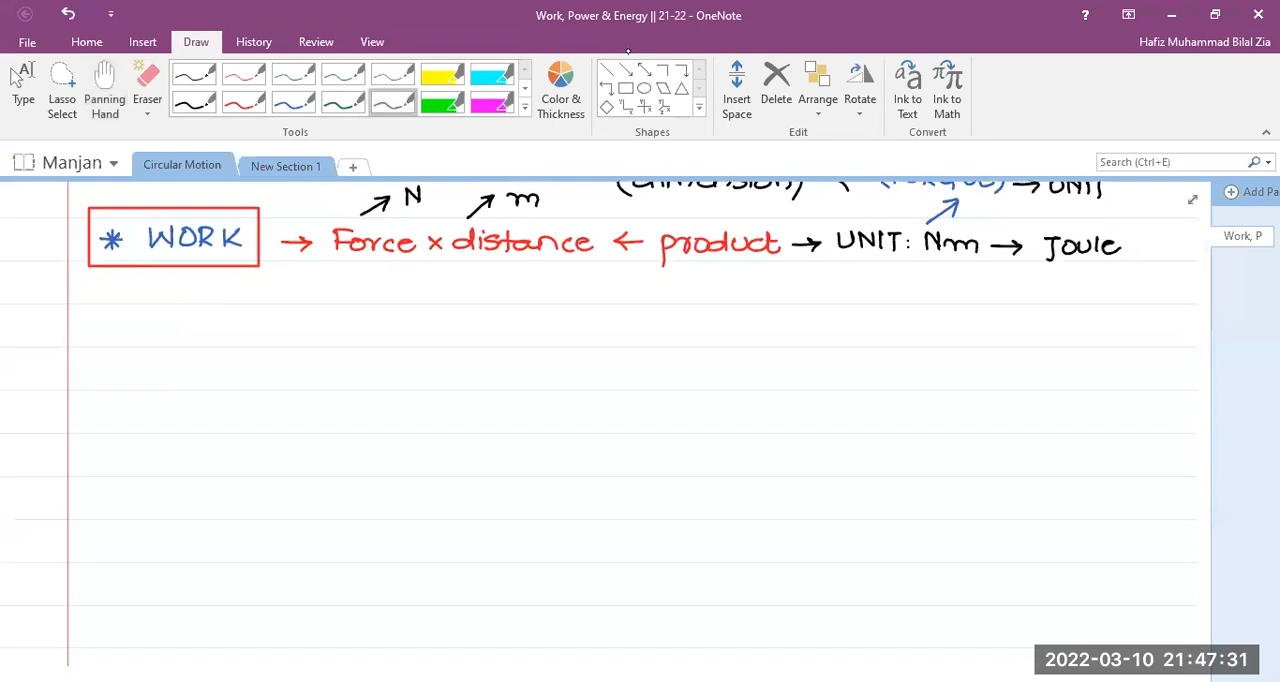 Work, Power & Energy || 21-22 - OneNote
?
File Home Insert Draw History Review View Hafiz Muhammad Bilal Zia
Type Lasso Select Panning Hand Eraser Color & Thickness Insert Space Delete Arrange Rotate Ink to Text Ink to Math
Tools Shapes Edit Convert
Manjan Circular Motion New Section 1 + Search (Ctrl+E)
N m (dimension) (Torque) → UNIT Add Pa
* WORK → Force × distance ← product → UNIT: Nm → Joule Work, P
2022-03-10 21:47:31